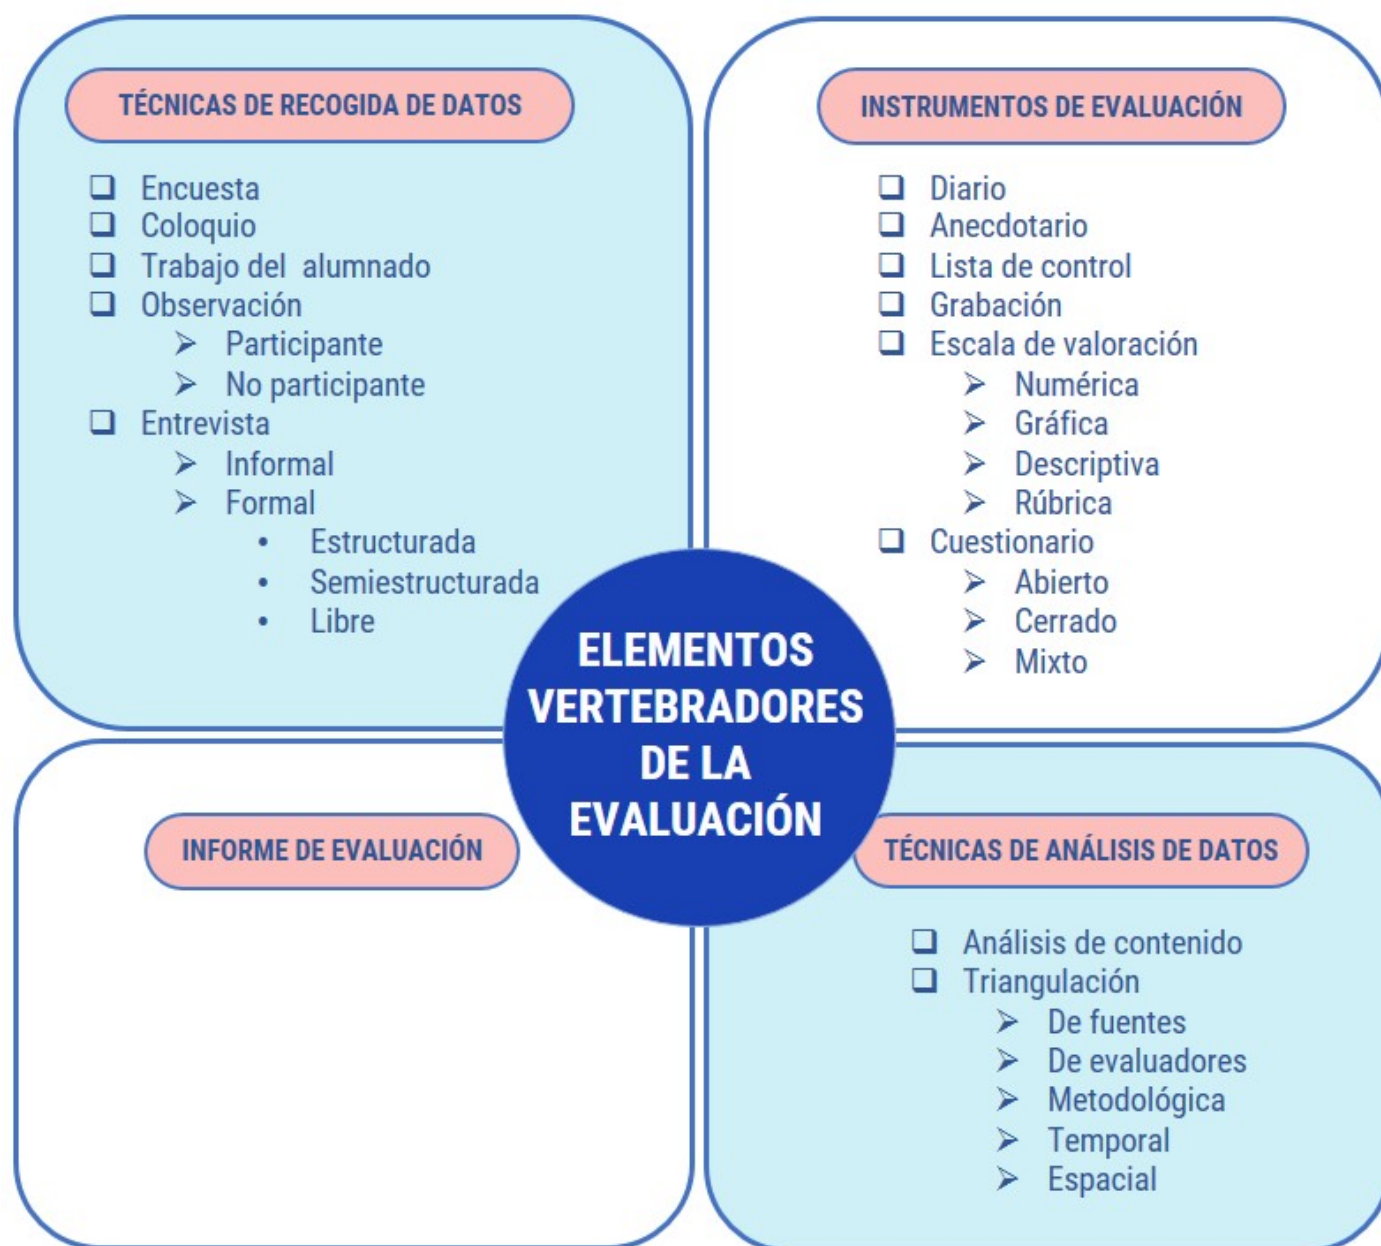 TÉCNICAS DE RECOGIDA DE DATOS
❑ Encuesta
❑ Coloquio
❑ Trabajo del alumnado
❑ Observación
➢ Participante
➢ No participante
❑ Entrevista
➢ Informal
➢ Formal
• Estructurada
• Semiestructurada
• Libre
INSTRUMENTOS DE EVALUACIÓN
❑ Diario
❑ Anecdotario
❑ Lista de control
❑ Grabación
❑ Escala de valoración
➢ Numérica
➢ Gráfica
➢ Descriptiva
➢ Rúbrica
❑ Cuestionario
➢ Abierto
➢ Cerrado
➢ Mixto
ELEMENTOS
VERTEBRADORES
DE LA
EVALUACIÓN
INFORME DE EVALUACIÓN
TÉCNICAS DE ANÁLISIS DE DATOS
❑ Análisis de contenido
❑ Triangulación
➢ De fuentes
➢ De evaluadores
➢ Metodológica
➢ Temporal
➢ Espacial